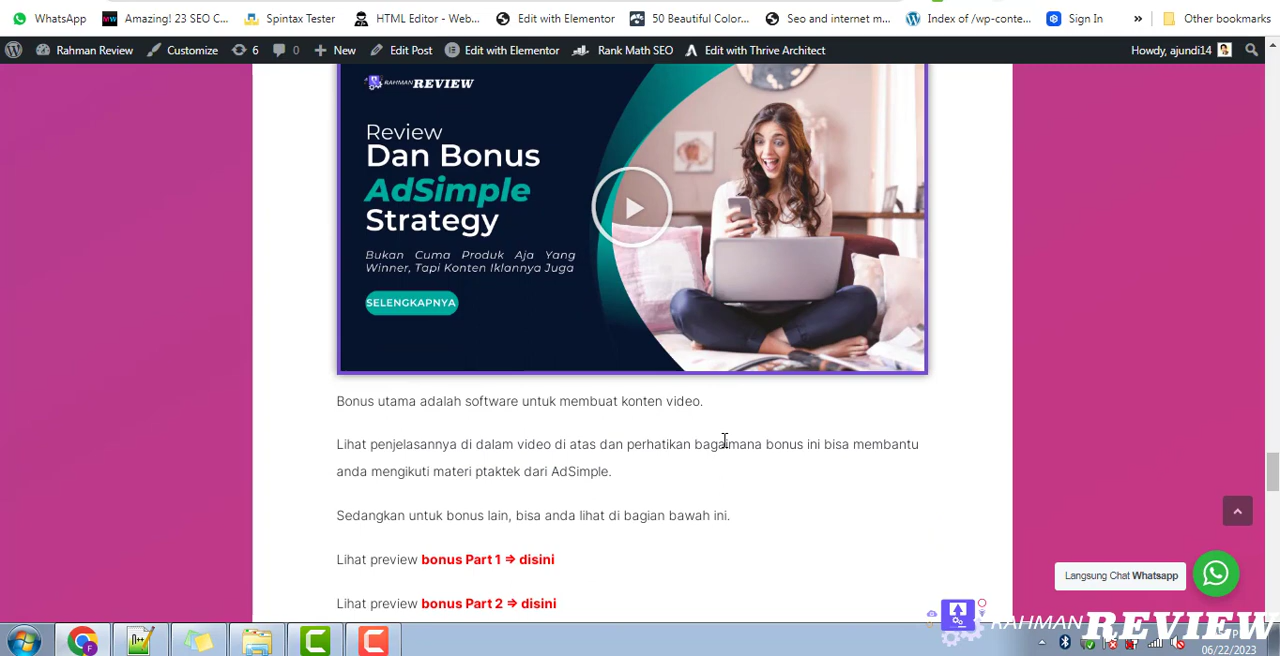 WhatsApp Amazing! 23 SEO C... Spintax Tester HTML Editor - Web... Edit with Elementor 50 Beautiful Color... Seo and internet m... Index of /wp-conte... Sign In » Other bookmarks
Rahman Review Customize 6 0 New Edit Post Edit with Elementor Rank Math SEO Edit with Thrive Architect Howdy, ajundi14
RAHMAN REVIEW
Review
Dan Bonus
AdSimple
Strategy
Bukan Cuma Produk Aja Yang
Winner, Tapi Konten Iklannya Juga
SELENGKAPNYA
Bonus utama adalah software untuk membuat konten video.
Lihat penjelasannya di dalam video di atas dan perhatikan bagaimana bonus ini bisa membantu
anda mengikuti materi ptaktek dari AdSimple.
Sedangkan untuk bonus lain, bisa anda lihat di bagian bawah ini.
Lihat preview bonus Part 1 => disini
Langsung Chat Whatsapp
Lihat preview bonus Part 2 => disini
RAHMAN REVIEW
06/22/2023